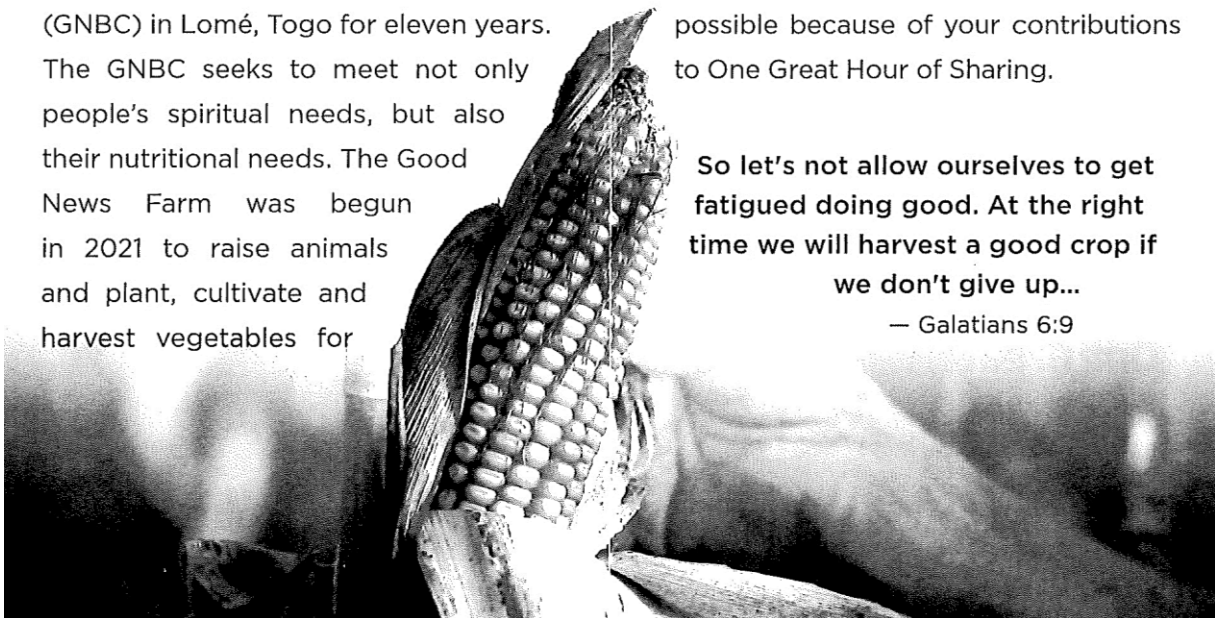 (GNBC) in Lomé, Togo for eleven years.
The GNBC seeks to meet not only
people's spiritual needs, but also
their nutritional needs. The Good
News Farm was begun
in 2021 to raise animals
and plant, cultivate and
harvest vegetables for
possible because of your contributions
to One Great Hour of Sharing.
So let's not allow ourselves to get
fatigued doing good. At the right
time we will harvest a good crop if
we don't give up...
— Galatians 6:9